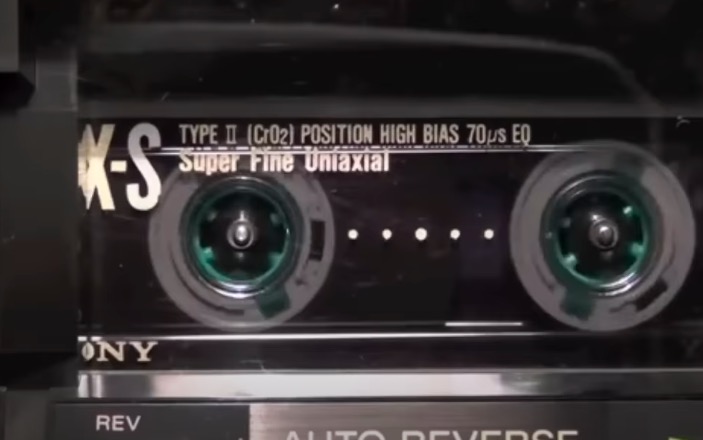 X-S
TYPE II (CrO2) POSITION HIGH BIAS 70μs EQ
Super Fine Uniaxial
ONY
REV
AUTO REVERSE